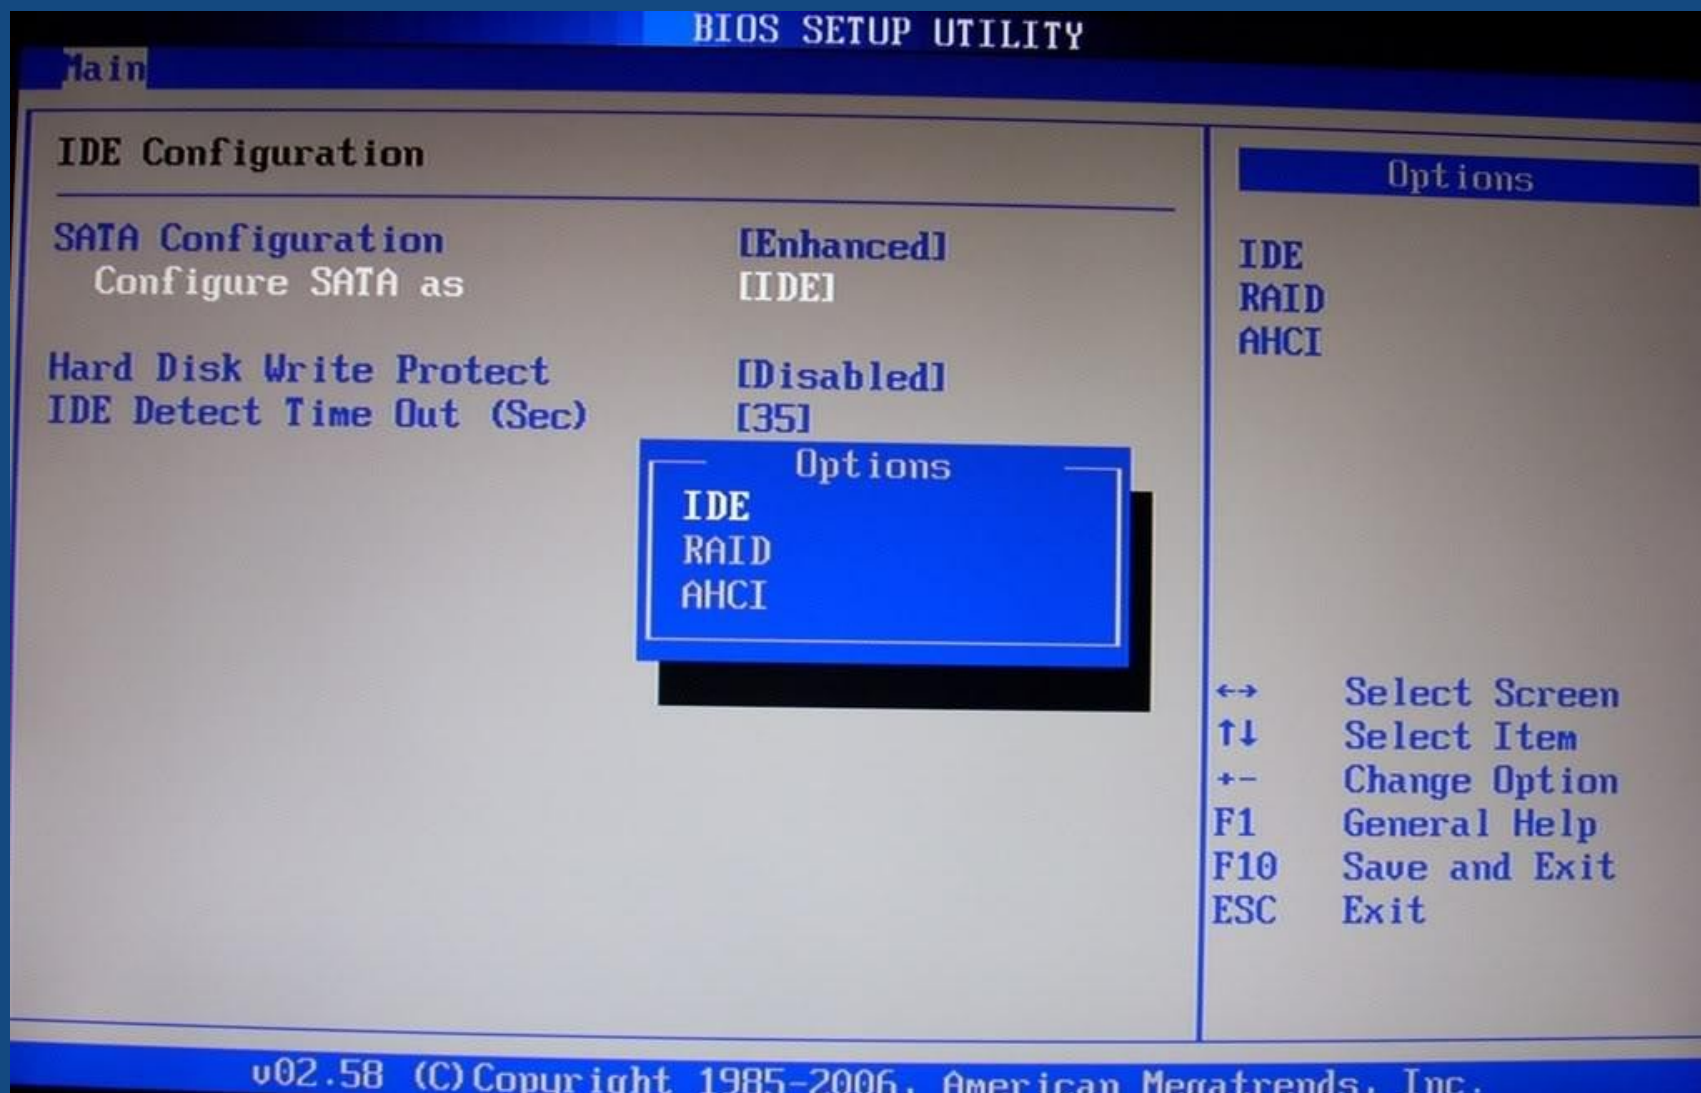 BIOS SETUP UTILITY
Main
IDE Configuration
SATA Configuration [Enhanced]
Configure SATA as [IDE]
Hard Disk Write Protect [Disabled]
IDE Detect Time Out (Sec) [35]
Options
IDE
RAID
AHCI
Options
IDE
RAID
AHCI
←→ Select Screen
↑↓ Select Item
+- Change Option
F1 General Help
F10 Save and Exit
ESC Exit
v02.58 (C)Copyright 1985-2006, American Megatrends, Inc.